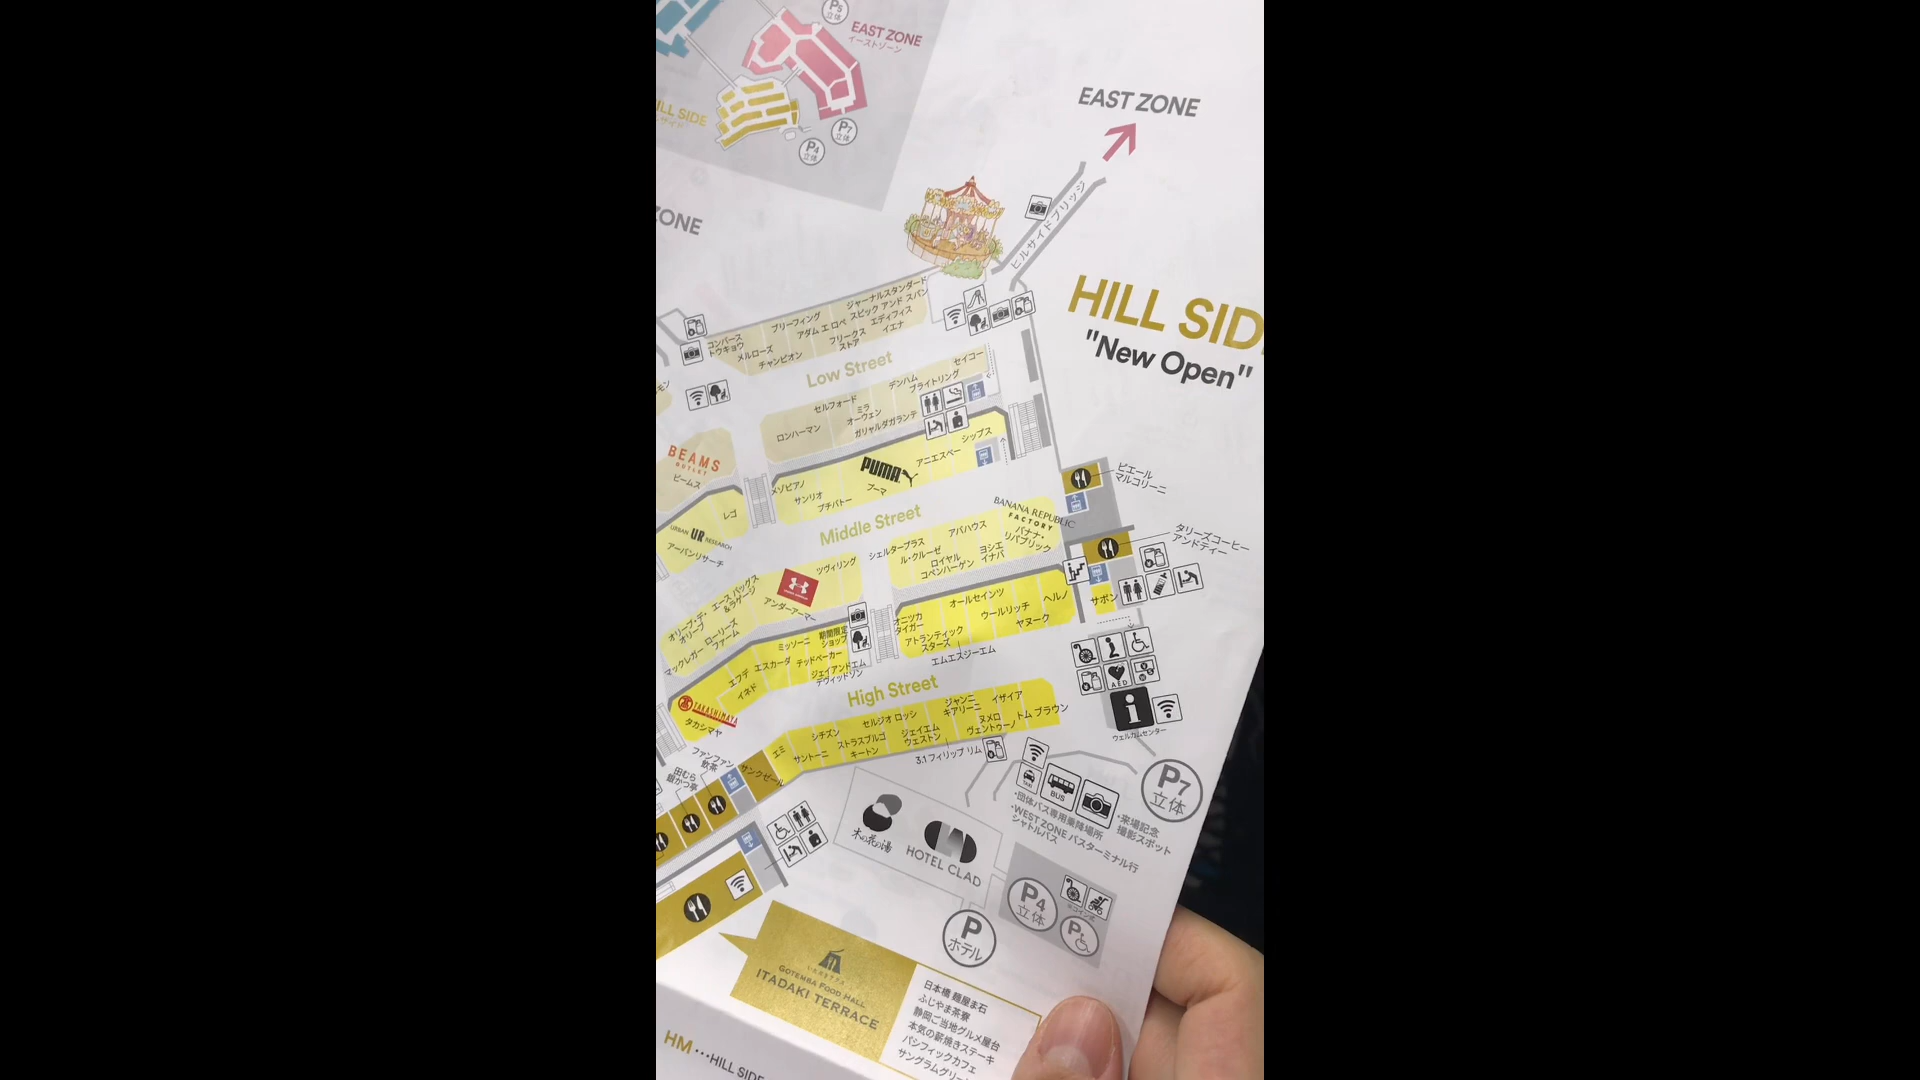 P5
立体
EAST ZONE
イーストゾーン
ILL SIDE
P7
立体
P4
立体
EAST ZONE
ヒルサイドブリッジ
ZONE
HILL SID
"New Open"
ジャーナルスタンダード
スピック アンド スパン
エディフィス
イエナ
ブリーフィング
アダム エ ロペ
フリークス
ストア
コンバース
トウキョウ
メルローズ
チャンピオン
Low Street
セイコー
デンハム
ブライトリング
セルフォード
ミラ
オーウェン
ガリャルダガランテ
ロンハーマン
BEAMS
OUTLET
ビームス
シップス
アニエスベー
PUMA
プーマ
メゾピアノ
サンリオ
プチバトー
レゴ
URBAN UR RESEARCH
アーバンリサーチ
Middle Street
BANANA REPUBLIC
FACTORY
バナナ・
リパブリック
アバハウス
シェルタープラス
ル・クルーゼ
ロイヤル
コペンハーゲン
ヨシエ
イナバ
ピエール
マルコリーニ
タリーズコーヒー
アンドティー
サボン
ツヴィリング
アンダーアーマー
エース バッグス
&ラゲージ
オリーブ・デ・
オリーブ
ローリーズ
ファーム
マックレガー
オールセインツ
ヘルノ
ウールリッチ
ヤヌーク
オニツカ
タイガー
アトランティック
スターズ
エムエスジーエム
期間限定
ショップ
ミッソーニ
テッドベーカー
エスカーダ
ジェイアンドエム
デヴィッドソン
エフデ
イネド
High Street
TAKASHIMAYA
タカシマヤ
ジャンニ
キアリーニ
イザイア
トム ブラウン
ヌメロ
ヴェントゥーノ
セルジオ ロッシ
ジェイエム
ウェストン
シチズン
ストラスブルゴ
キートン
サントーニ
エミ
3.1 フィリップ リム
サンクゼール
ファンファン
飲茶
田むら
銀かつ亭
AED
i
ウェルカムセンター
TAXI
BUS
・団体バス専用乗降場所
・WEST ZONE バスターミナル行
シャトルバス
・来場記念
撮影スポット
P7
立体
木の花の湯
HOTEL CLAD
P4
立体
P
P
ホテル
いただきテラス
GOTEMBA FOOD HALL
ITADAKI TERRACE
日本橋 麺屋ま石
ふじやま茶寮
静岡ご当地グルメ屋台
本気の薪焼きステーキ
パシフィックカフェ
サングラムグリー
HM…HILL SIDE